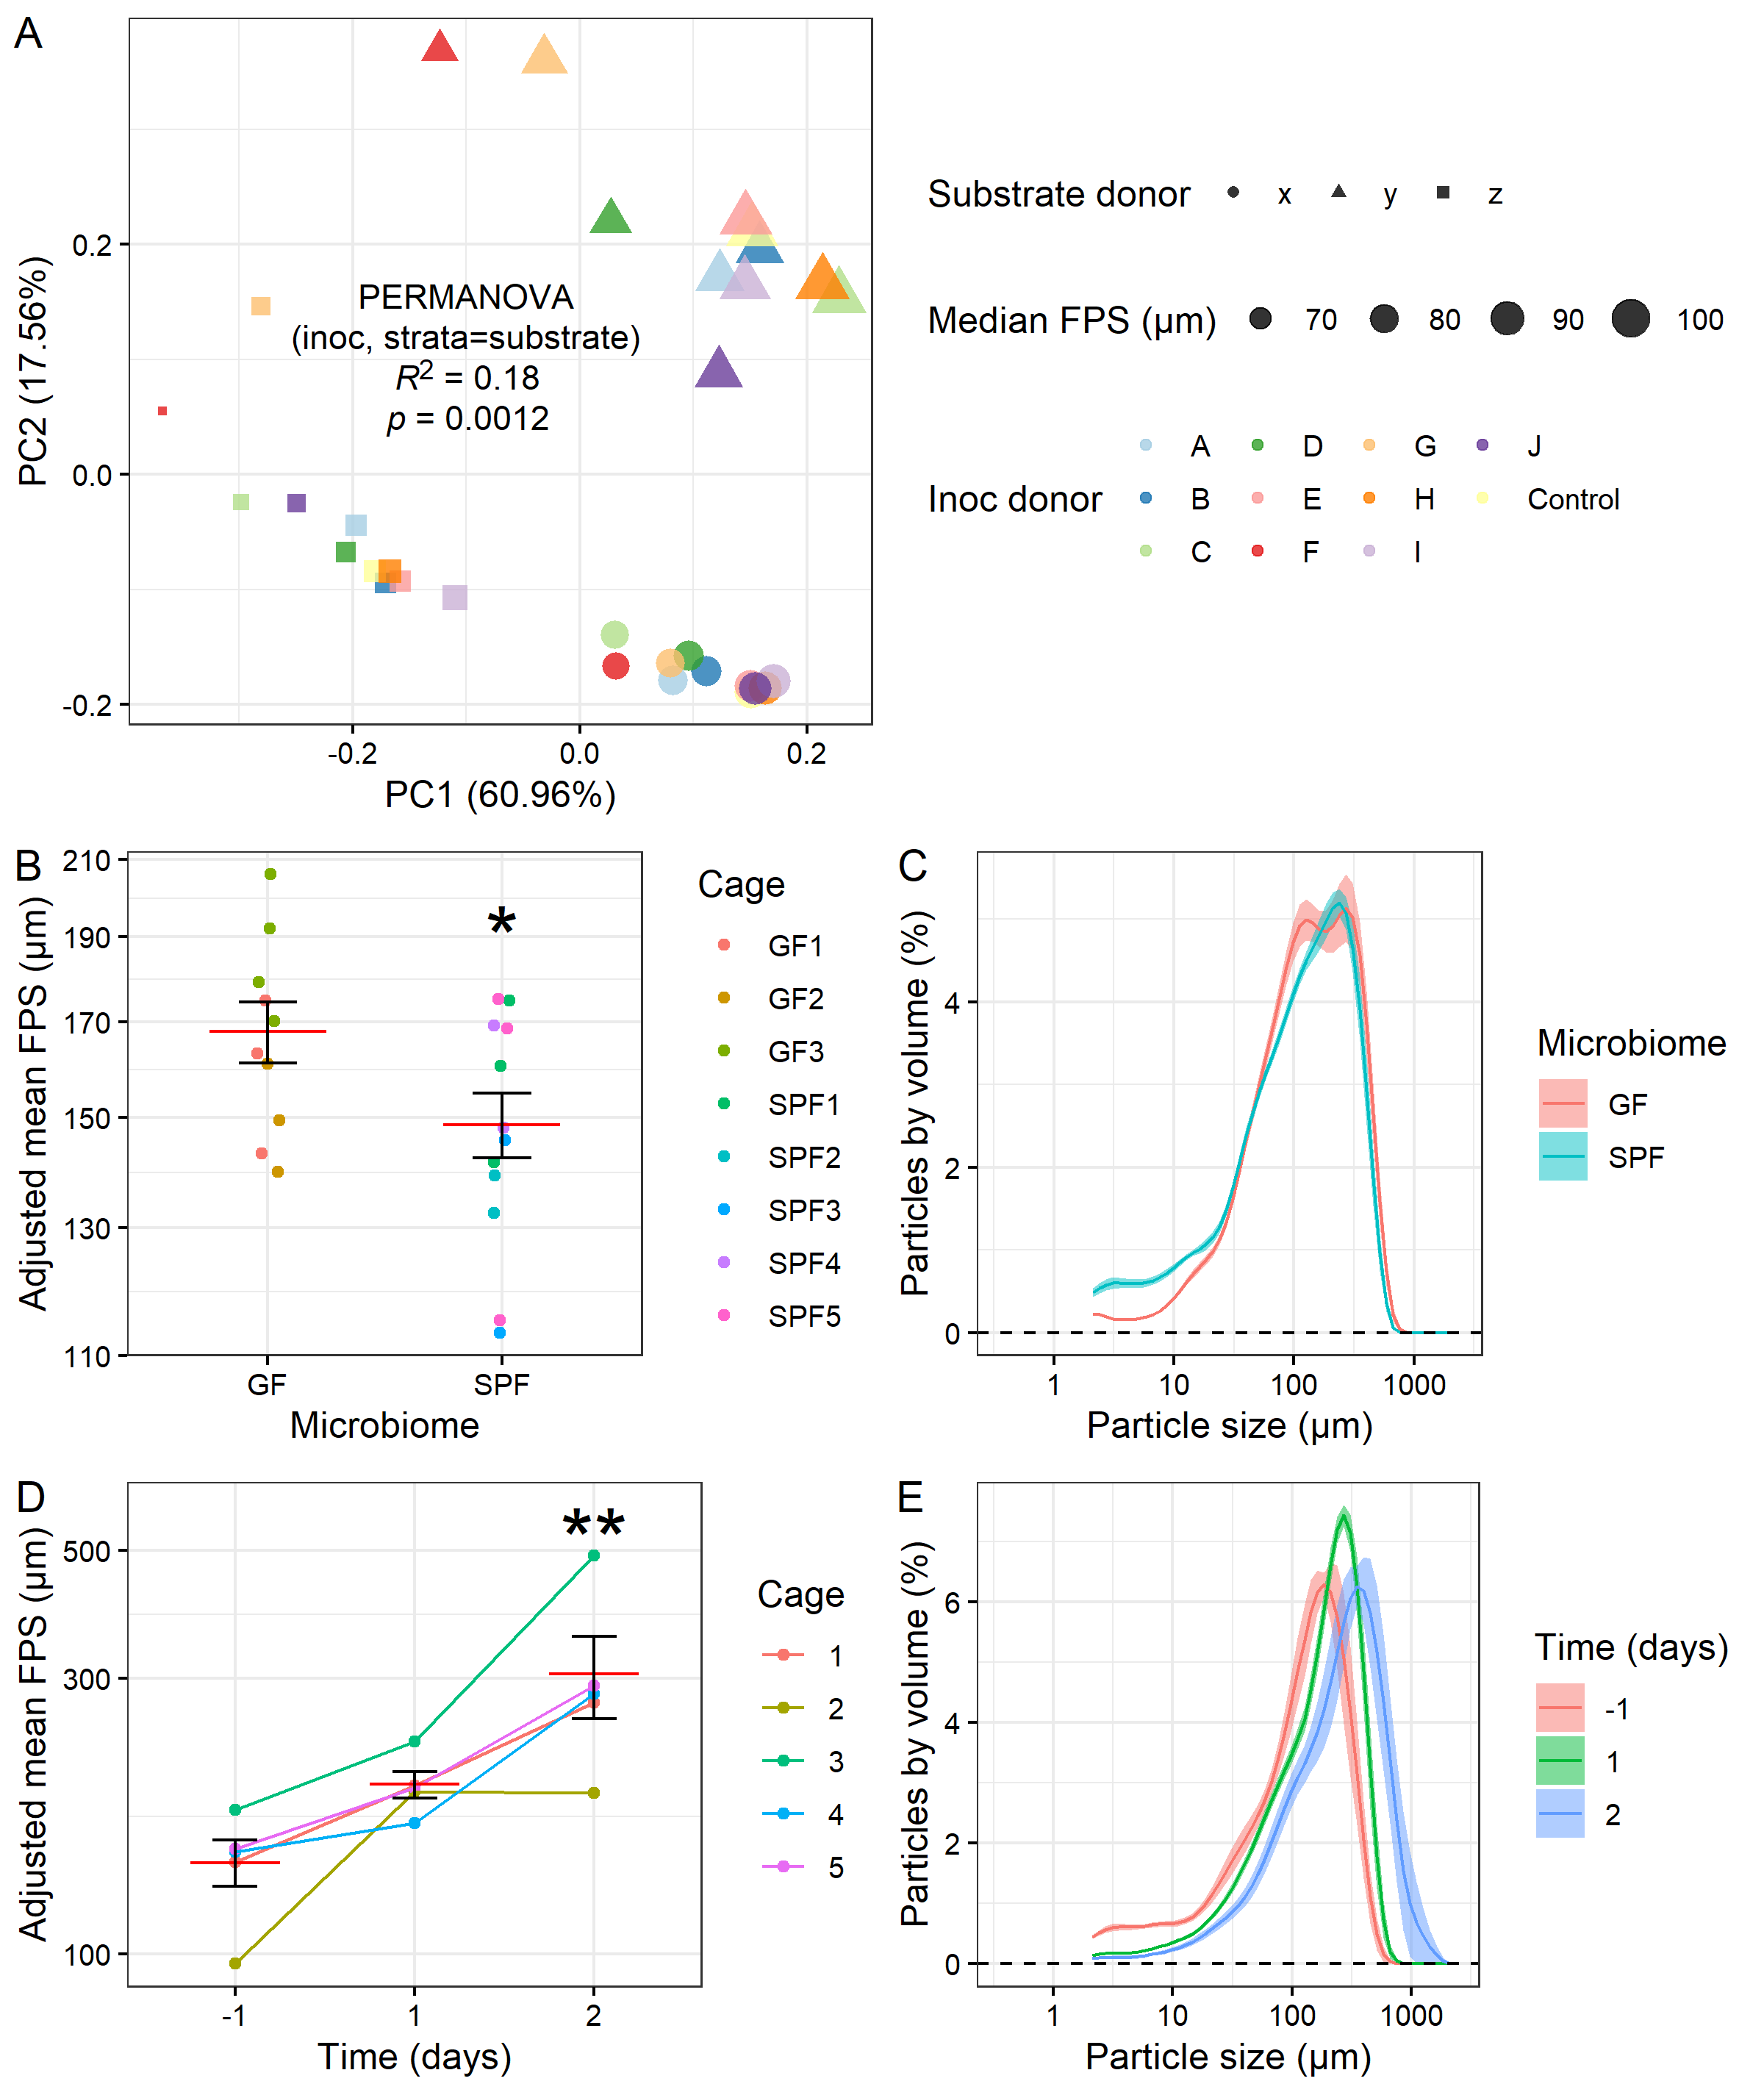 A
0.2
0.0
-0.2
PC2 (17.56%)
-0.2 0.0 0.2
PC1 (60.96%)
PERMANOVA
(inoc, strata=substrate)
R² = 0.18
p = 0.0012
Substrate donor x y z
Median FPS (µm) 70 80 90 100
Inoc donor
A D G J
B E H Control
C F I
B
210
190
170
150
130
110
Adjusted mean FPS (µm)
*
GF SPF
Microbiome
Cage
GF1
GF2
GF3
SPF1
SPF2
SPF3
SPF4
SPF5
C
4
2
0
Particles by volume (%)
1 10 100 1000
Particle size (µm)
Microbiome
GF
SPF
D
500
300
100
Adjusted mean FPS (µm)
**
-1 1 2
Time (days)
Cage
1
2
3
4
5
E
6
4
2
0
Particles by volume (%)
1 10 100 1000
Particle size (µm)
Time (days)
-1
1
2